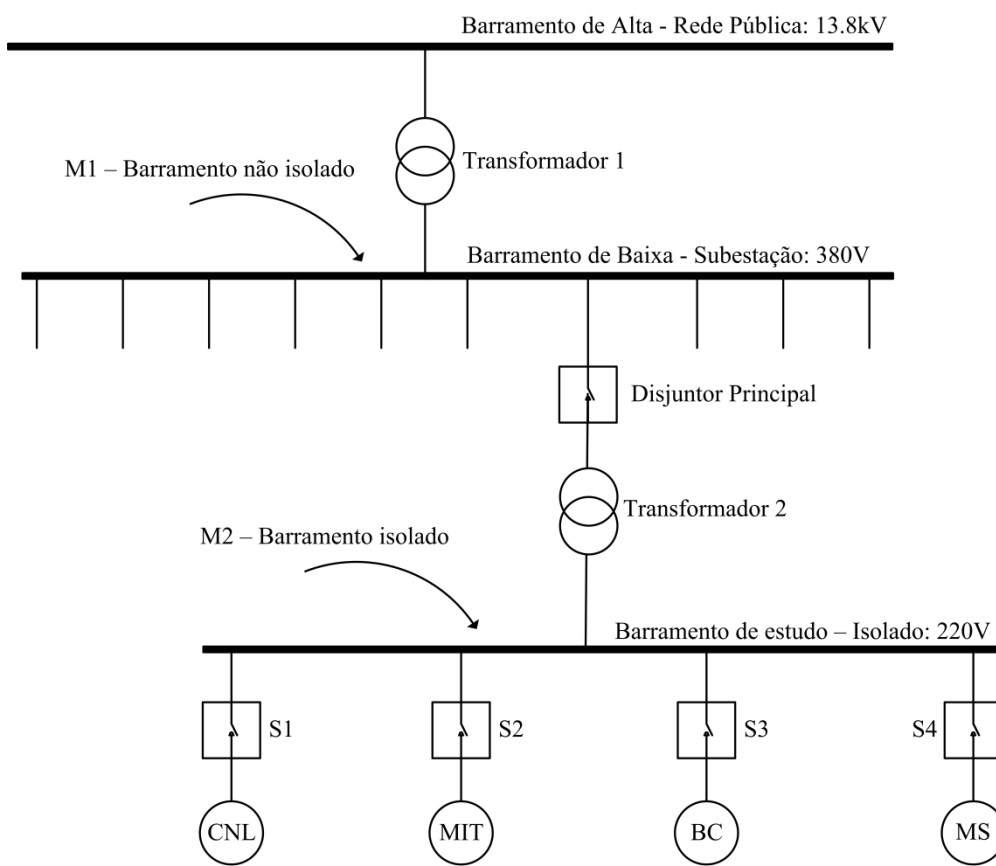 Barramento de Alta - Rede Pública: 13.8kV
Transformador 1
M1 – Barramento não isolado
Barramento de Baixa - Subestação: 380V
Disjuntor Principal
Transformador 2
M2 – Barramento isolado
Barramento de estudo – Isolado: 220V
S1 S2 S3 S4
CNL MIT BC MS